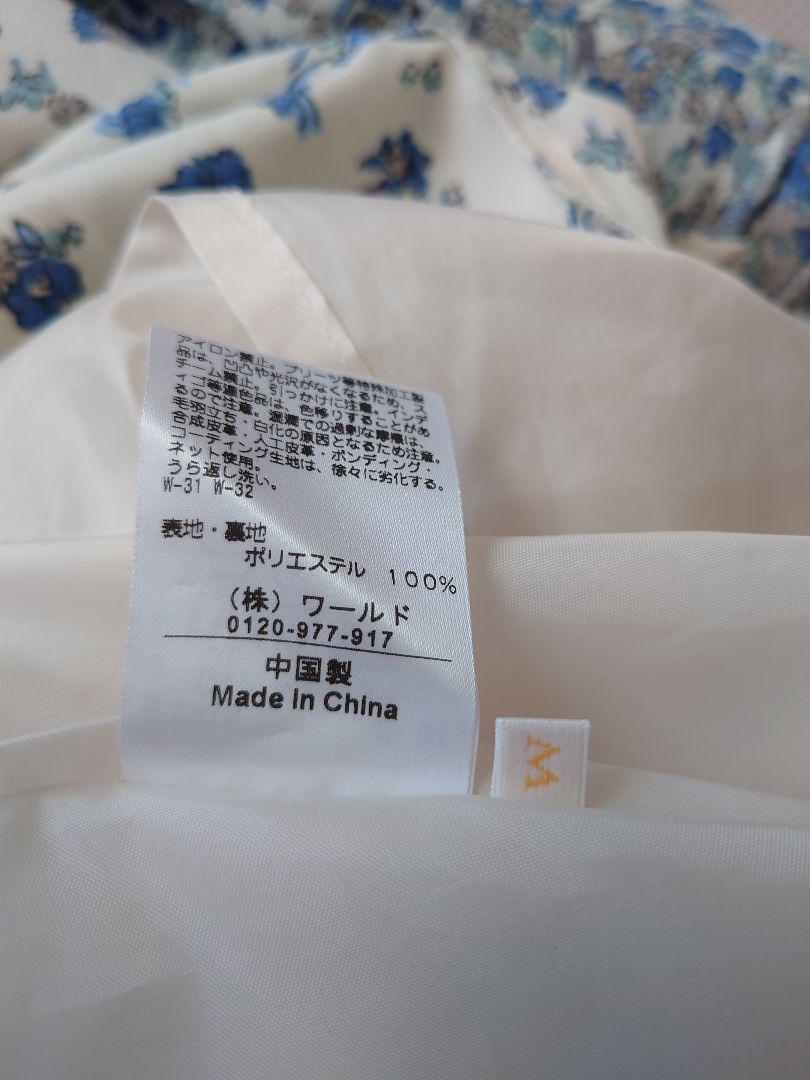 アイロン禁止。プリーツ等特殊加工製
品は、凹凸や光沢がなくなるため、ス
チーム禁止。引っかけに注意。インデ
ィゴ等濃色品は、色移りすることがあ
るので注意。湿潤での過剰な摩擦は、
毛羽立ち・白化の原因となるため注意。
合成皮革・人工皮革・ボンディング・
コーティング生地は、徐々に劣化する。
ネット使用。
うら返し洗い。
W-31 W-32
表地・裏地
ポリエステル 100%
(株) ワールド
0120-977-917
中国製
Made In China
M